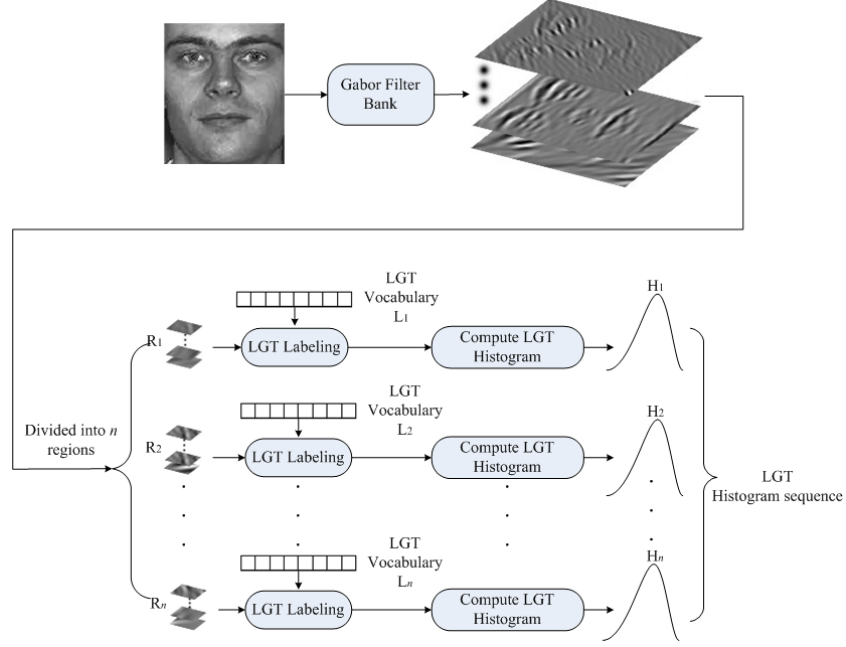 Gabor Filter
Bank
LGT
Vocabulary
L1
H1
R1
LGT Labeling
Compute LGT
Histogram
LGT
Vocabulary
L2
H2
Divided into n
regions
R2
LGT Labeling
Compute LGT
Histogram
LGT
Histogram sequence
LGT
Vocabulary
Ln
Hn
Rn
LGT Labeling
Compute LGT
Histogram